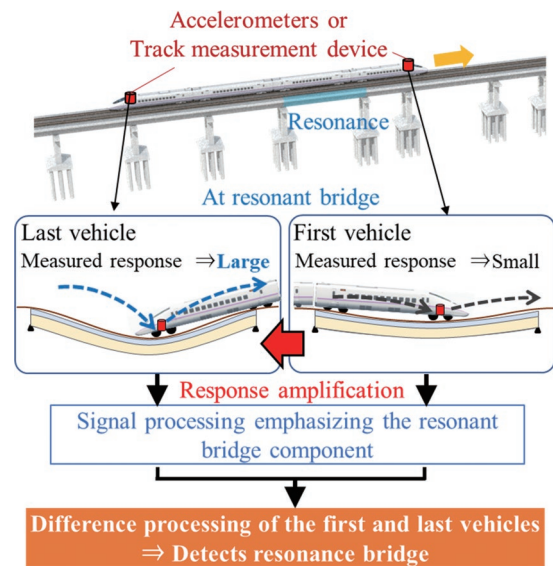 Accelerometers or
Track measurement device
Resonance
At resonant bridge
Last vehicle
Measured response ⇒Large
First vehicle
Measured response ⇒Small
Response amplification
Signal processing emphasizing the resonant
bridge component
Difference processing of the first and last vehicles
⇒ Detects resonance bridge